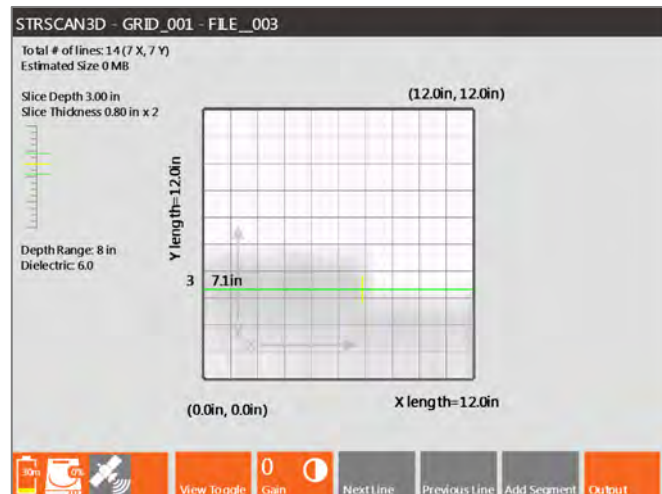 STRSCAN3D - GRID_001 - FILE__003
Total # of lines: 14 (7 X, 7 Y)
Estimated Size 0 MB
Slice Depth 3.00 in
Slice Thickness 0.80 in x 2
(12.0in, 12.0in)
Y length=12.0in
Depth Range: 8 in
Dielectric: 6.0
3 7.1in
(0.0in, 0.0in)
X length=12.0in
30m
0%
View Toggle
0
Gain
Next Line
Previous Line
Add Segment
Output